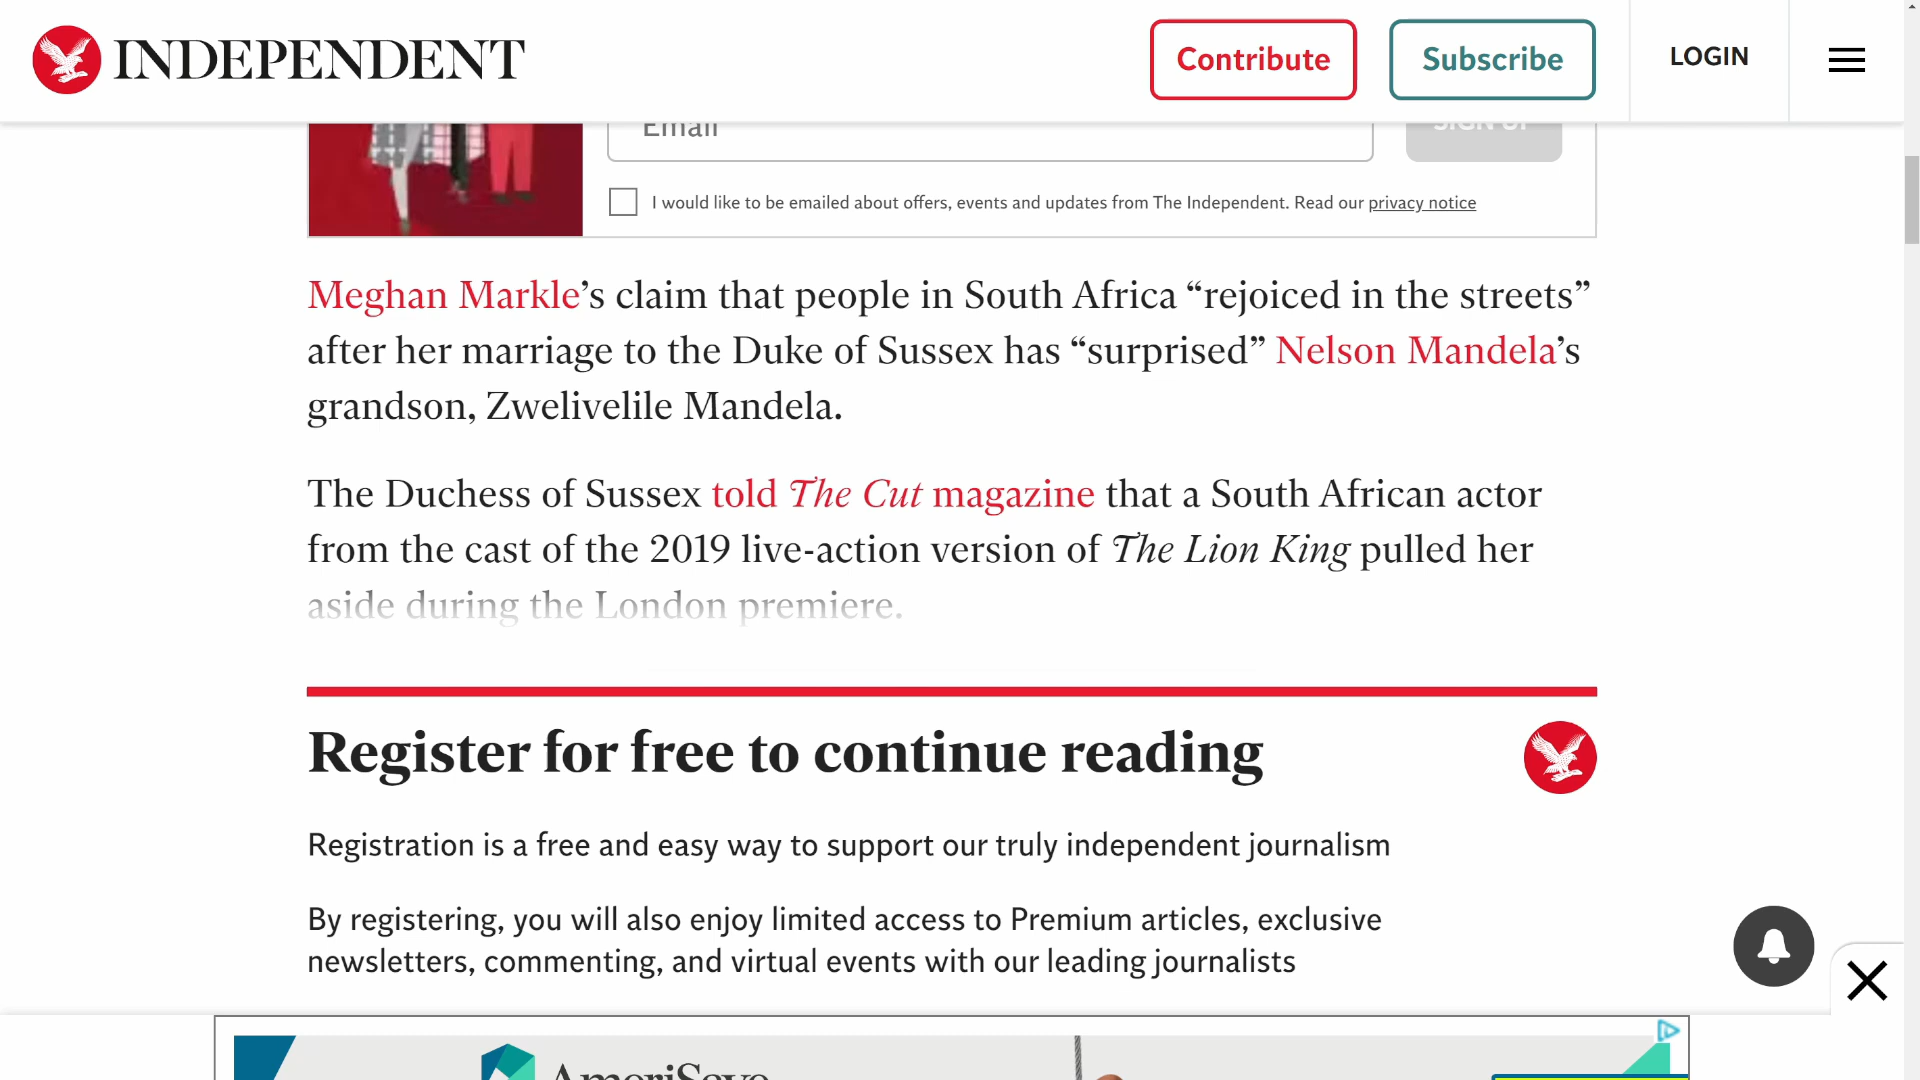 INDEPENDENT
Contribute
Subscribe
LOGIN
Email
SIGN UP
I would like to be emailed about offers, events and updates from The Independent. Read our privacy notice
Meghan Markle’s claim that people in South Africa “rejoiced in the streets”
after her marriage to the Duke of Sussex has “surprised” Nelson Mandela’s
grandson, Zwelivelile Mandela.
The Duchess of Sussex told The Cut magazine that a South African actor
from the cast of the 2019 live-action version of The Lion King pulled her
aside during the London premiere.
Register for free to continue reading
Registration is a free and easy way to support our truly independent journalism
By registering, you will also enjoy limited access to Premium articles, exclusive
newsletters, commenting, and virtual events with our leading journalists
AmeriSave